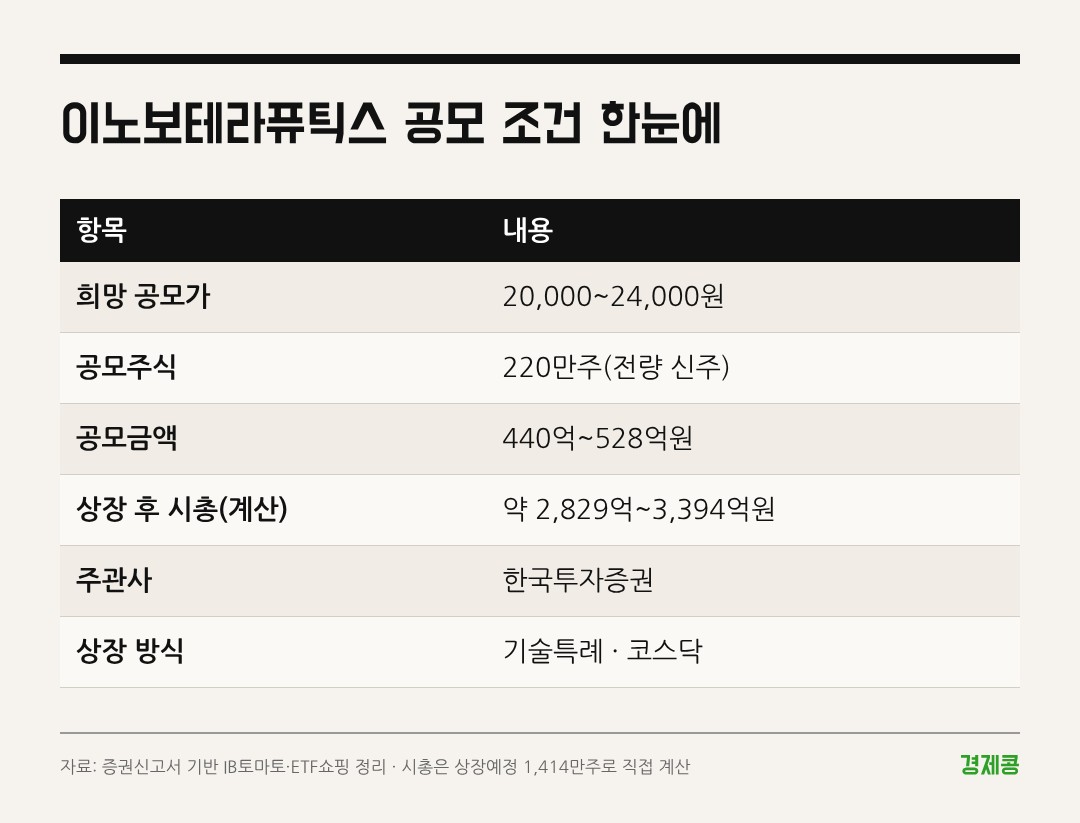 이노보테라퓨틱스 공모 조건 한눈에
항목 내용
희망 공모가 20,000~24,000원
공모주식 220만주(전량 신주)
공모금액 440억~528억원
상장 후 시총(계산) 약 2,829억~3,394억원
주관사 한국투자증권
상장 방식 기술특례 · 코스닥
자료: 증권신고서 기반 IB토마토·ETF쇼핑 정리 · 시총은 상장예정 1,414만주로 직접 계산 경제콩